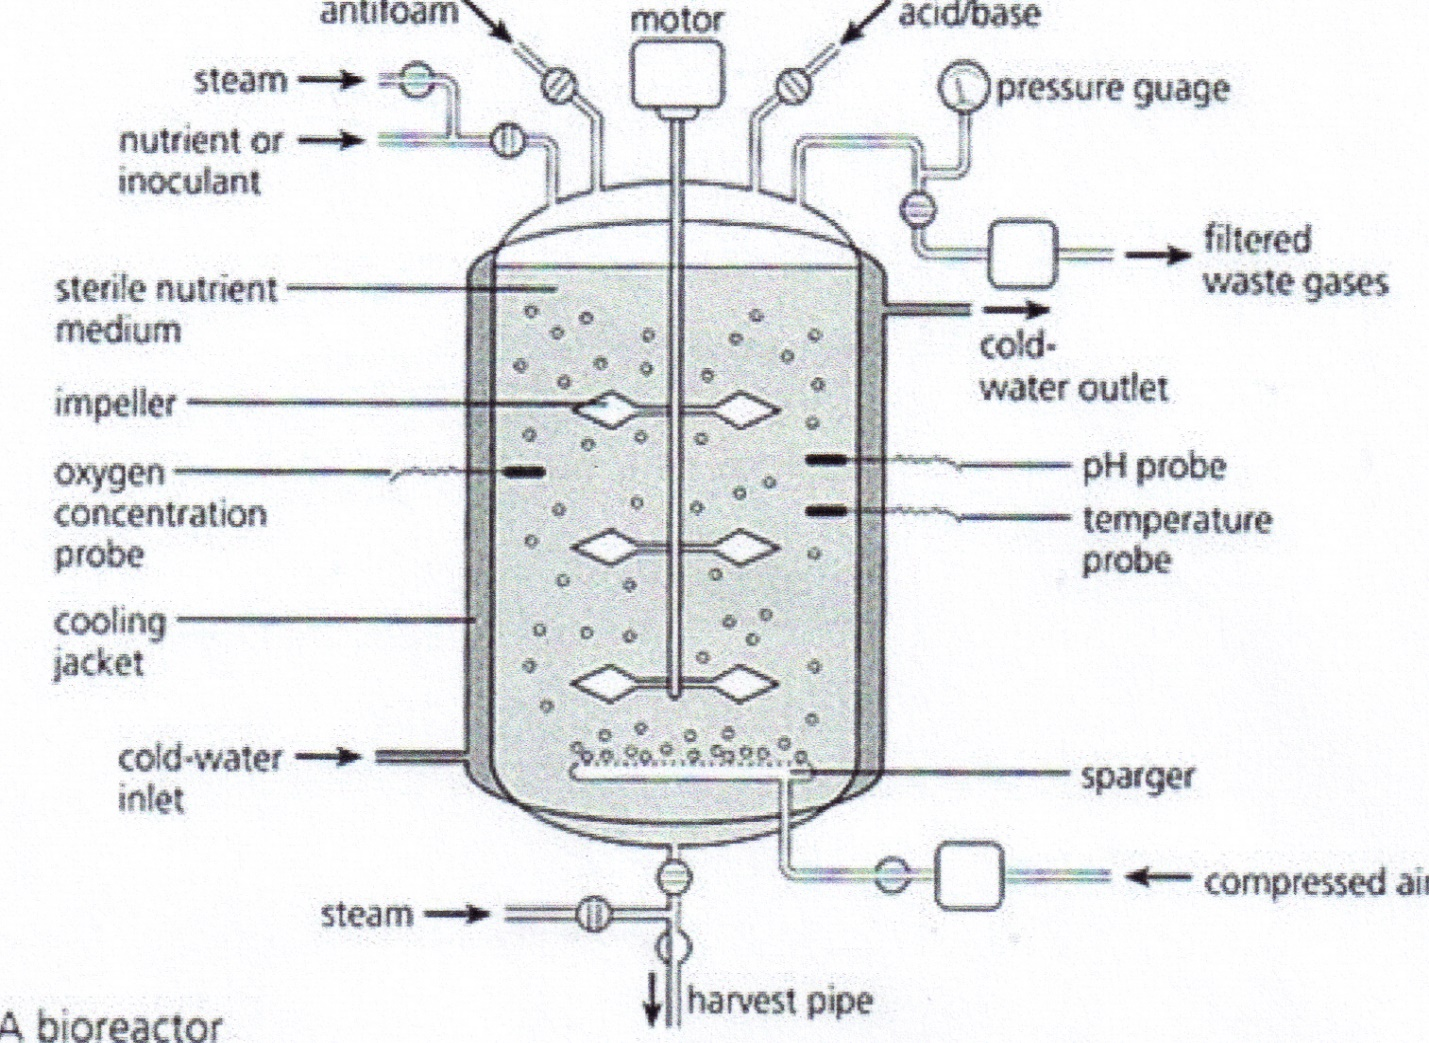 antifoam
motor
acid/base
steam
pressure guage
nutrient or
inoculant
filtered
waste gases
sterile nutrient
medium
cold-
water outlet
impeller
oxygen
concentration
probe
pH probe
temperature
probe
cooling
jacket
cold-water
inlet
sparger
compressed air
steam
harvest pipe
A bioreactor